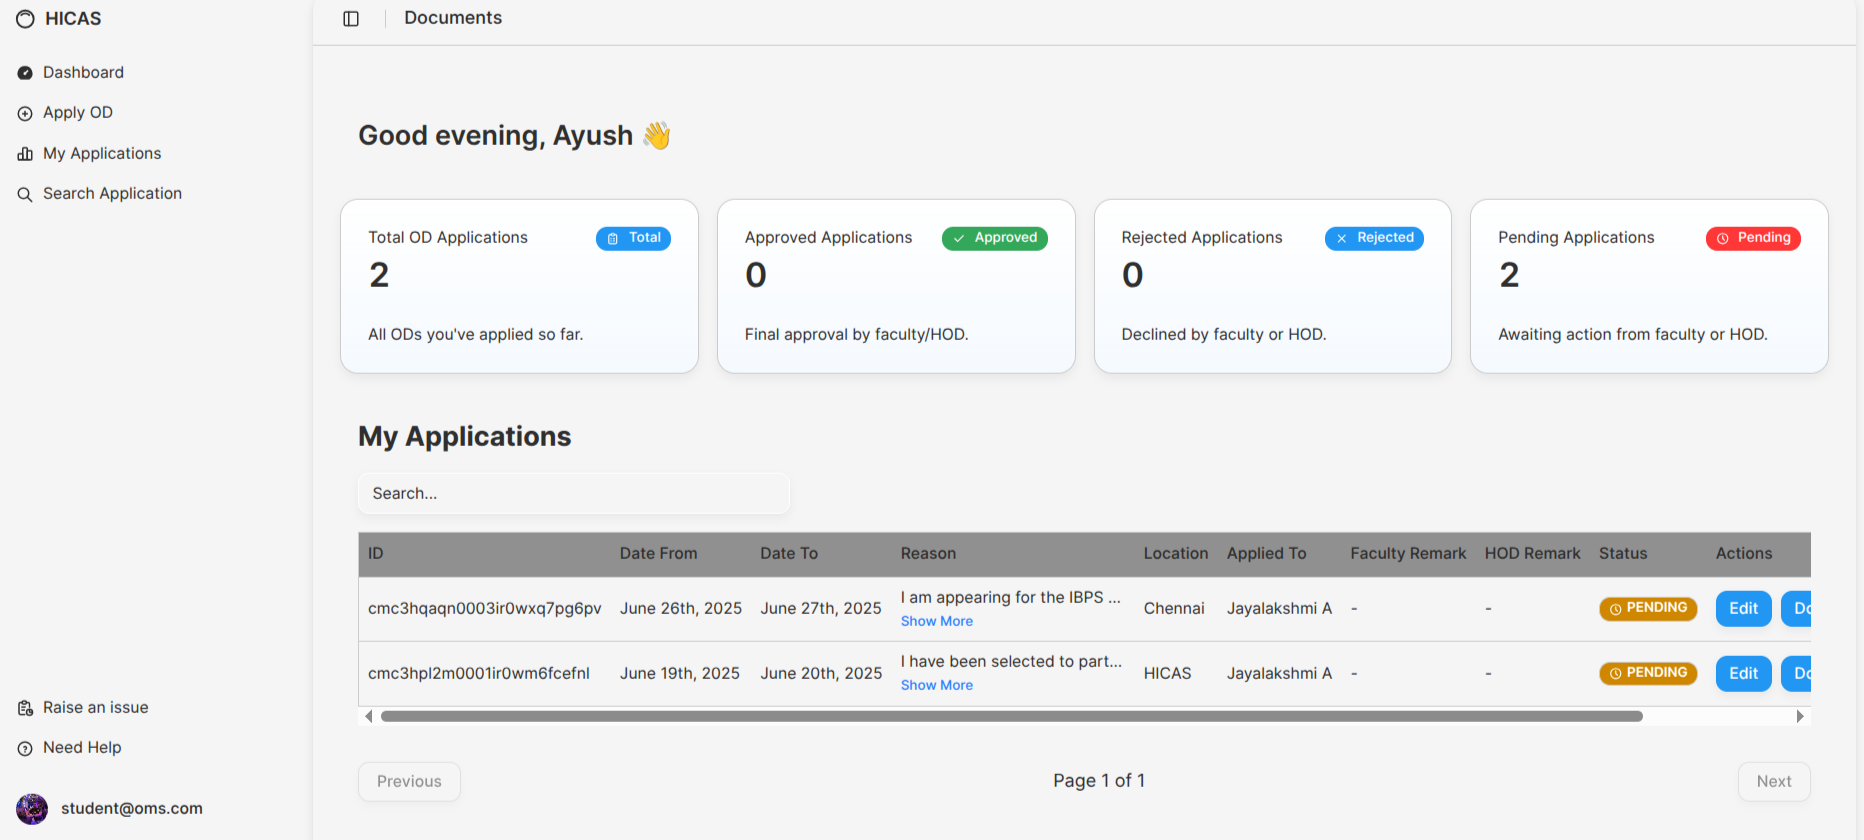 HICAS
Dashboard
Apply OD
My Applications
Search Application
Raise an issue
Need Help
student@oms.com
Documents
Good evening, Ayush 👋
Total OD Applications Total
2
All ODs you've applied so far.
Approved Applications Approved
0
Final approval by faculty/HOD.
Rejected Applications Rejected
0
Declined by faculty or HOD.
Pending Applications Pending
2
Awaiting action from faculty or HOD.
My Applications
Search...
ID Date From Date To Reason Location Applied To Faculty Remark HOD Remark Status Actions
cmc3hqaqn0003ir0wxq7pg6pv June 26th, 2025 June 27th, 2025 I am appearing for the IBPS ... Chennai Jayalakshmi A - - PENDING Edit Do
Show More
cmc3hpl2m0001ir0wm6fcefnl June 19th, 2025 June 20th, 2025 I have been selected to part... HICAS Jayalakshmi A - - PENDING Edit Do
Show More
Previous Page 1 of 1 Next